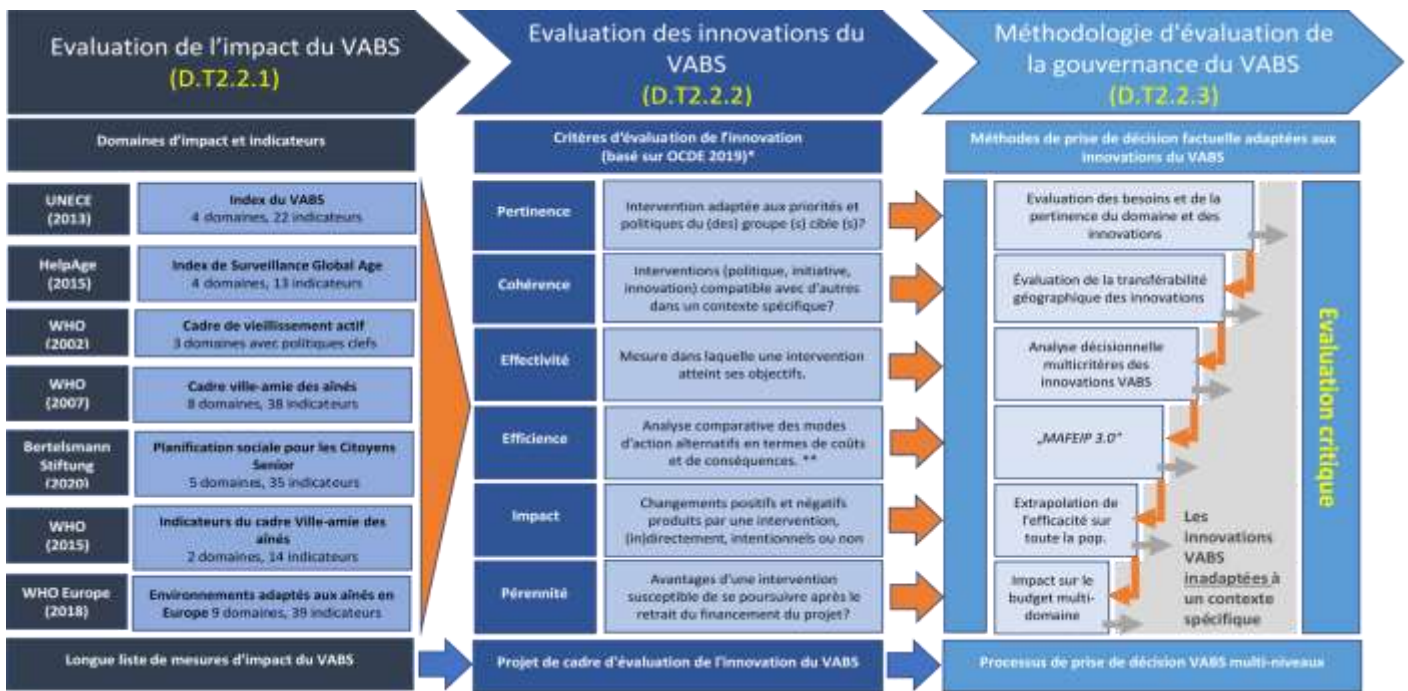 Evaluation de l'impact du VABS
(D.T2.2.1)
Domaines d'impact et indicateurs
UNECE
(2013)
Index du VABS
4 domaines, 22 indicateurs
HelpAge
(2015)
Index de Surveillance Global Age
4 domaines, 13 indicateurs
WHO
(2002)
Cadre de vieillissement actif
3 domaines avec politiques clefs
WHO
(2007)
Cadre ville-amie des aînés
8 domaines, 38 indicateurs
Bertelsmann
Stiftung
(2020)
Planification sociale pour les Citoyens
Senior
5 domaines, 35 indicateurs
WHO
(2015)
Indicateurs du cadre Ville-amie des
aînés
2 domaines, 14 indicateurs
WHO Europe
(2018)
Environnements adaptés aux aînés en
Europe 9 domaines, 39 indicateurs
Longue liste de mesures d'impact du VABS
Evaluation des innovations du
VABS
(D.T2.2.2)
Critères d'évaluation de l'innovation
(basé sur OCDE 2019)*
Pertinence
Intervention adaptée aux priorités et
politiques du (des) groupe (s) cible (s)?
Cohérence
Interventions (politique, initiative,
innovation) compatible avec d'autres
dans un contexte spécifique?
Effectivité
Mesure dans laquelle une intervention
atteint ses objectifs.
Efficience
Analyse comparative des modes
d'action alternatifs en termes de coûts
et de conséquences. **
Impact
Changements positifs et négatifs
produits par une intervention,
(in)directement, intentionnels ou non
Pérennité
Avantages d'une intervention
susceptible de se poursuivre après le
retrait du financement du projet?
Projet de cadre d'évaluation de l'innovation du VABS
Méthodologie d'évaluation de
la gouvernance du VABS
(D.T2.2.3)
Méthodes de prise de décision factuelle adaptées aux
innovations du VABS
Evaluation des besoins et de la
pertinence du domaine et des
innovations
Évaluation de la transférabilité
géographique des innovations
Analyse décisionnelle
multicritères des
innovations VABS
„MAFEIP 3.0"
Extrapolation de
l'efficacité sur
toute la pop.
Impact sur le
budget multi-
domaine
Les
innovations
VABS
inadaptées à
un contexte
spécifique
Evaluation critique
Processus de prise de décision VABS multi-niveaux